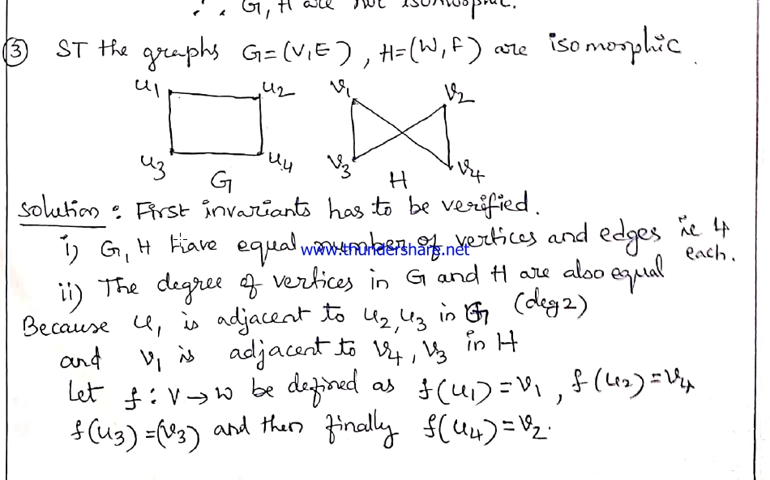 ∴ G, H are not isomorphic.
③ ST the graphs G=(V,E), H=(W,F) are isomorphic.
u1 u2 v1 v2
u3 u4 v3 v4
G H
Solution: First invariants has to be verified.
i) G, H Have equal number of vertices and edges ie 4 each.
www.thundershare.net
ii) The degree of vertices in G and H are also equal
Because u1 is adjacent to u2, u3 in G (deg 2)
and v1 is adjacent to v4, v3 in H
Let f: V→W be defined as f(u1)=v1, f(u2)=v4
f(u3)=(v3) and then finally f(u4)=v2.